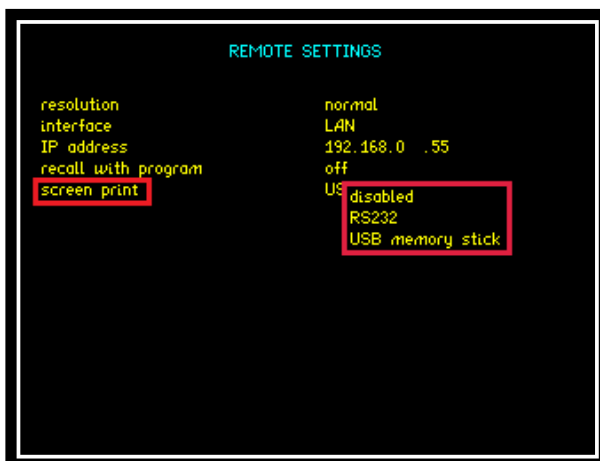 REMOTE SETTINGS
resolution normal
interface LAN
IP address 192.168.0 .55
recall with program off
screen print US
disabled
RS232
USB memory stick